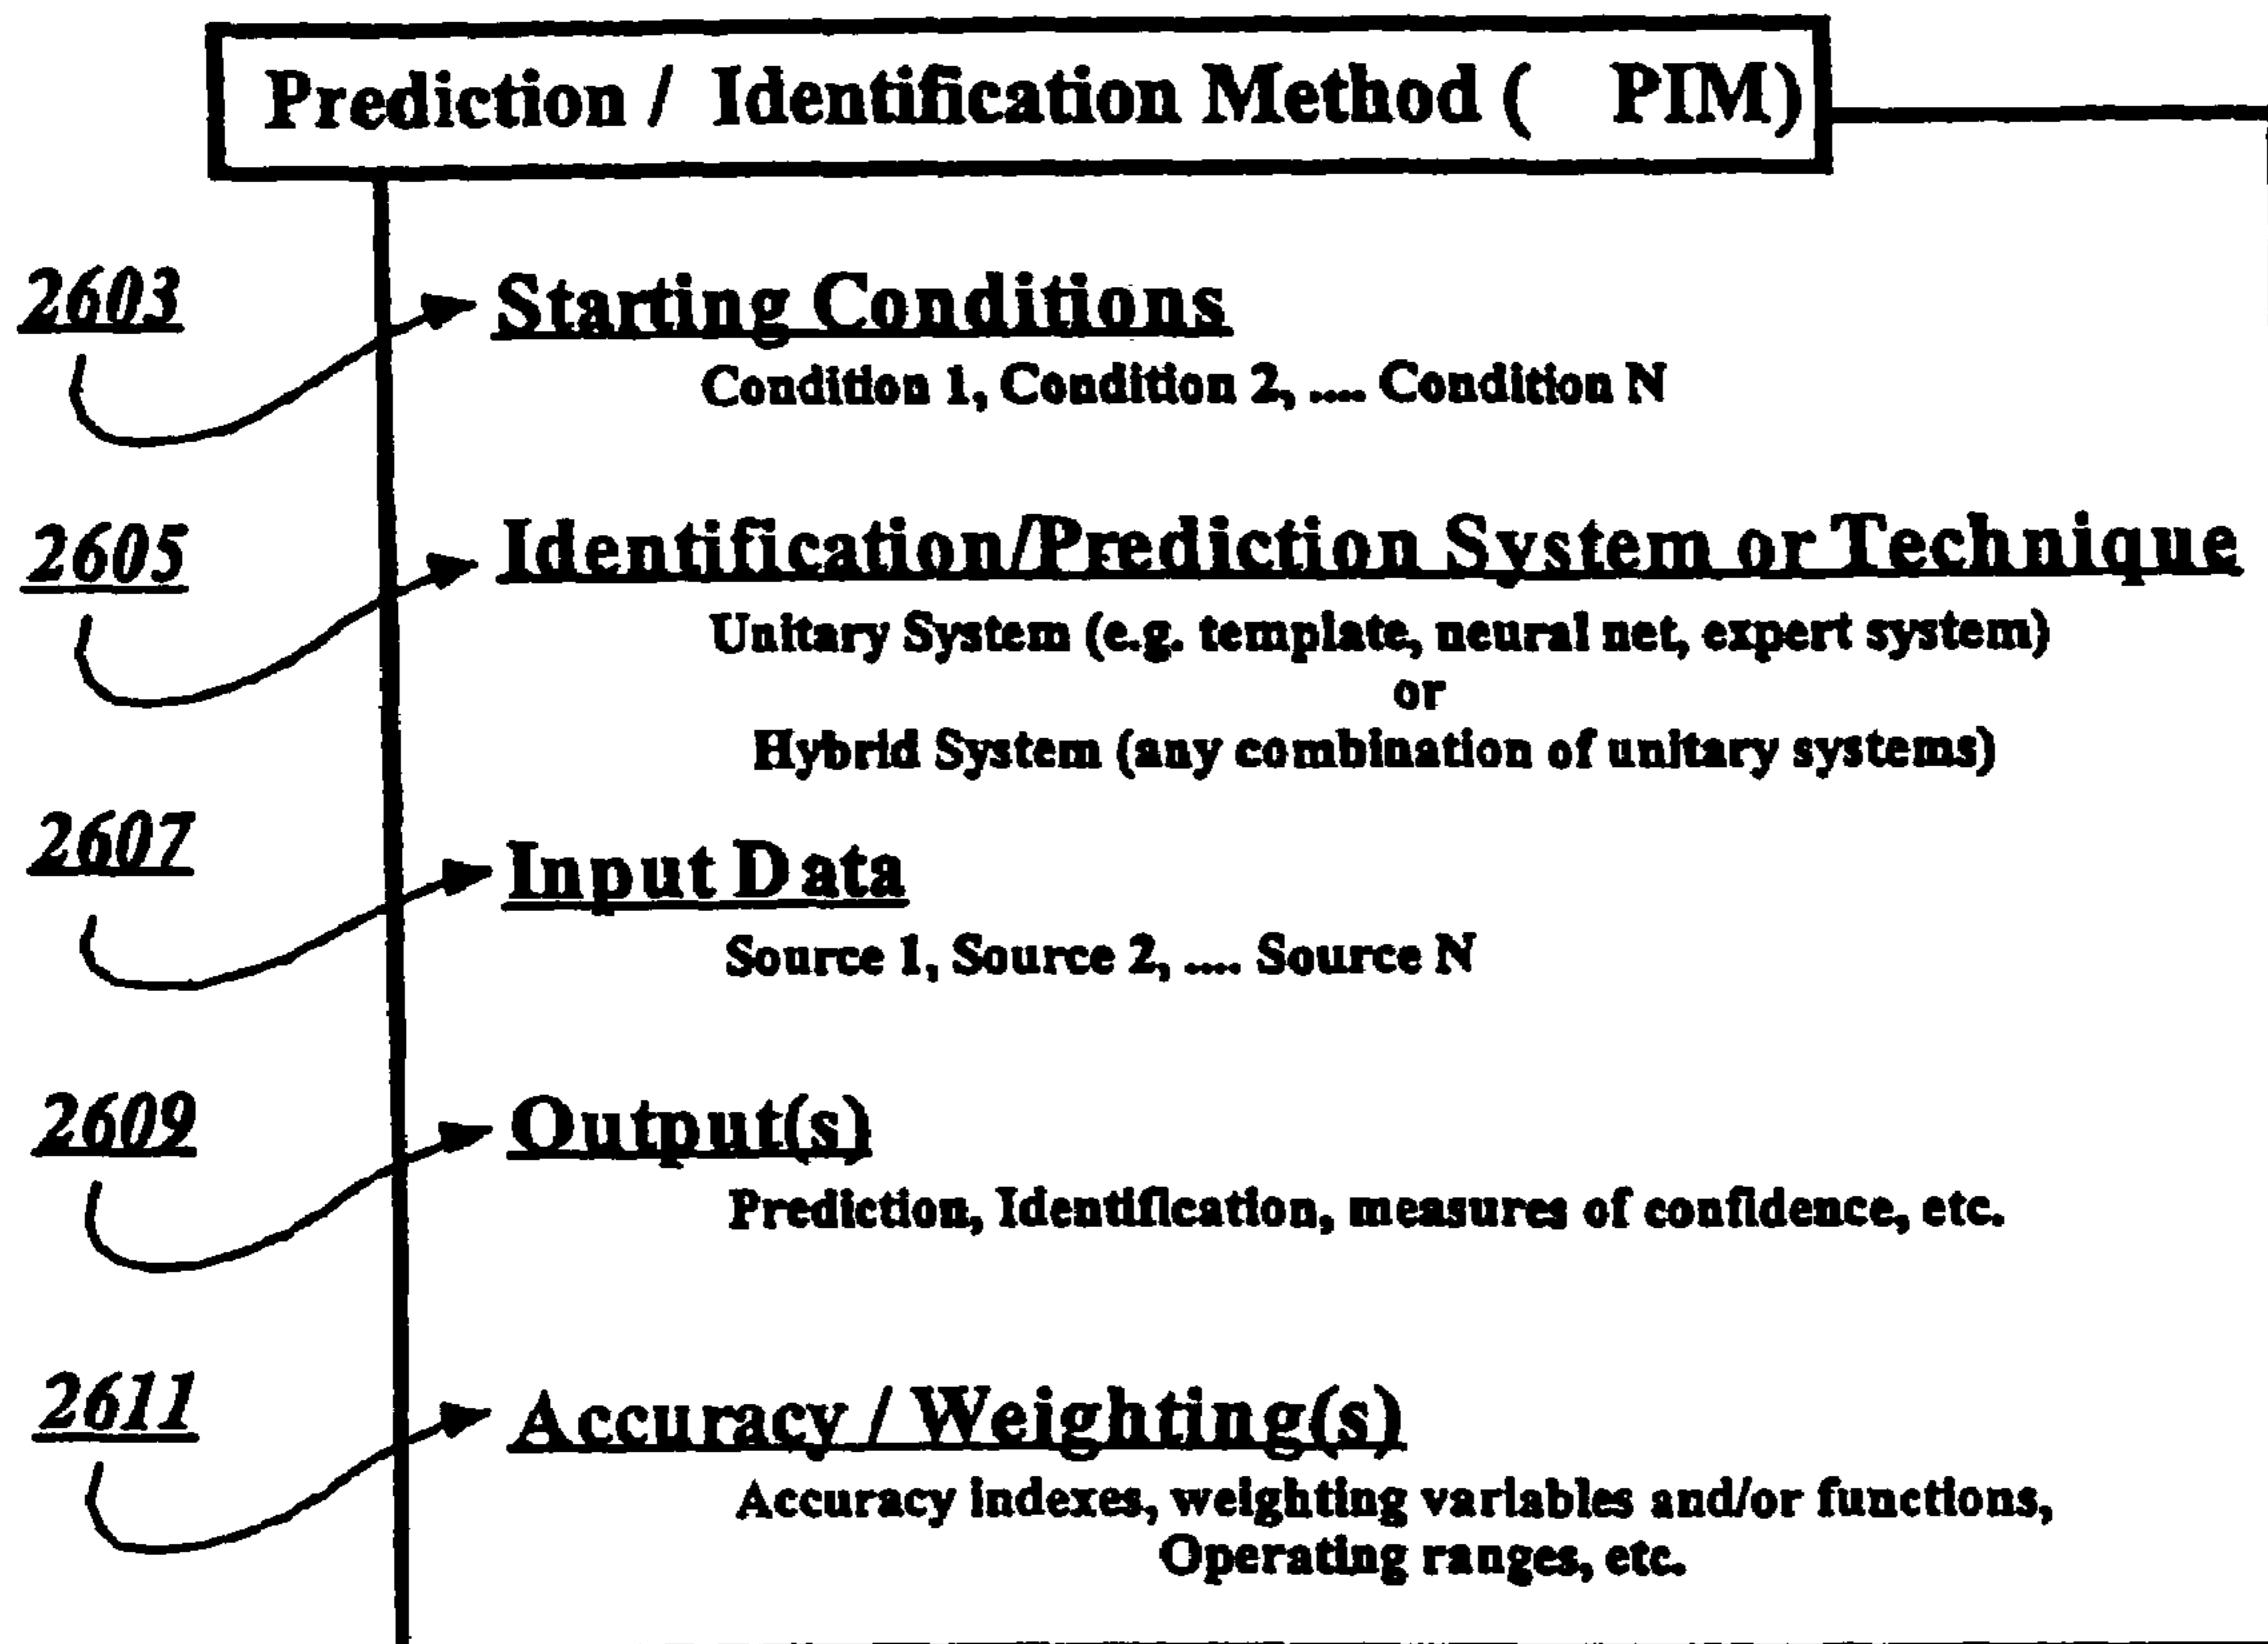 Prediction / Identification Method ( PIM)
2603
Starting Conditions
Condition 1, Condition 2, .... Condition N
2605
Identification/Prediction System or Technique
Unitary System (e.g. template, neural net, expert system)
or
Hybrid System (any combination of unitary systems)
2607
Input Data
Source 1, Source 2, .... Source N
2609
Output(s)
Prediction, Identification, measures of confidence, etc.
2611
Accuracy / Weighting(s)
Accuracy indexes, weighting variables and/or functions,
Operating ranges, etc.